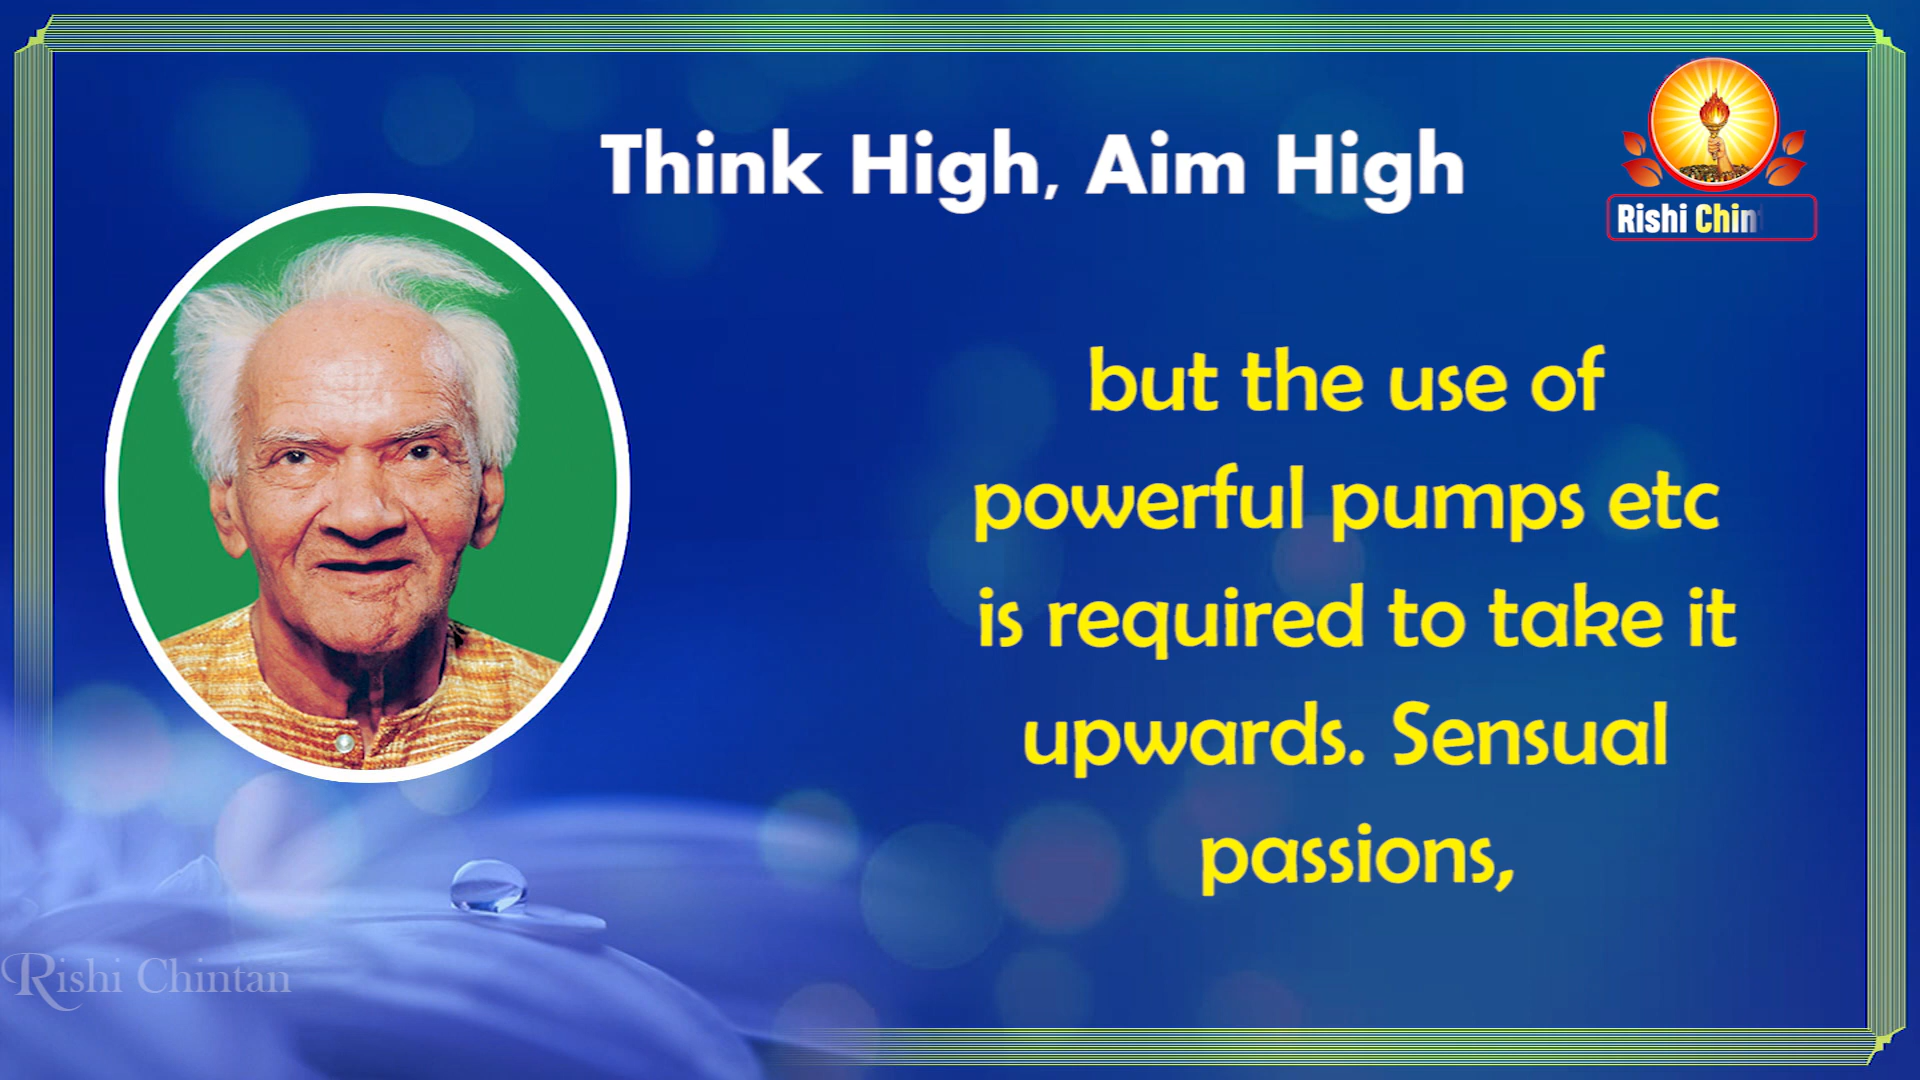 Think High, Aim High
Rishi Chin
but the use of
powerful pumps etc
is required to take it
upwards. Sensual
passions,
Rishi Chintan